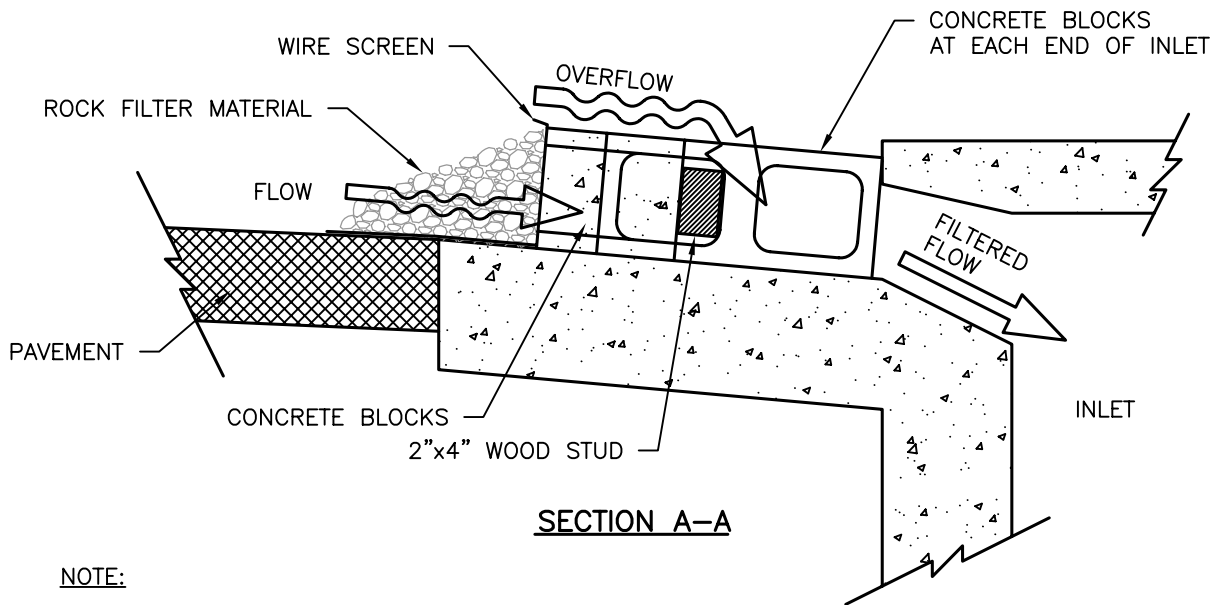 CONCRETE BLOCKS
AT EACH END OF INLET
WIRE SCREEN
OVERFLOW
ROCK FILTER MATERIAL
FLOW
FILTERED
FLOW
PAVEMENT
CONCRETE BLOCKS
INLET
2”x4” WOOD STUD
SECTION A–A
NOTE: